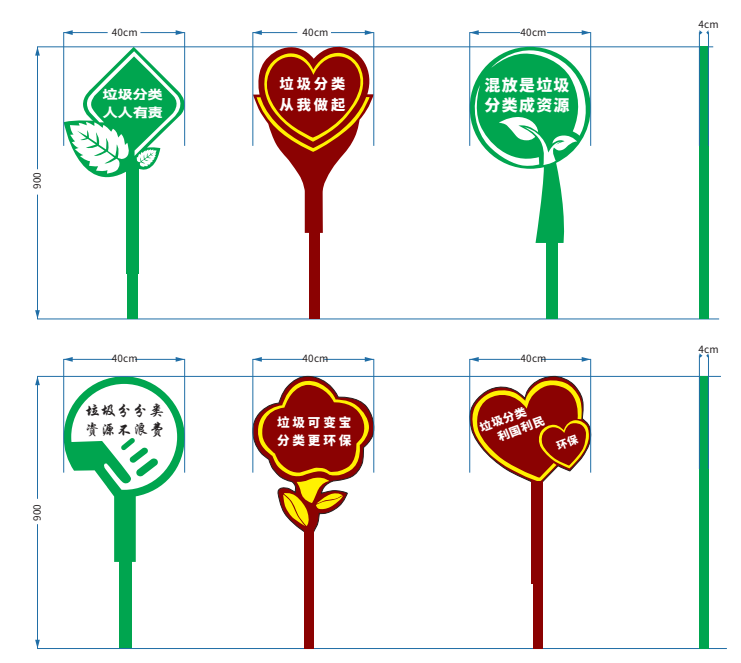 40cm
40cm
40cm
4cm
垃圾分类
人人有责
垃圾分类
从我做起
混放是垃圾
分类成资源
900
40cm
40cm
40cm
4cm
垃圾分分类
资源不浪费
垃圾可变宝
分类更环保
垃圾分类
利国利民
环保
900